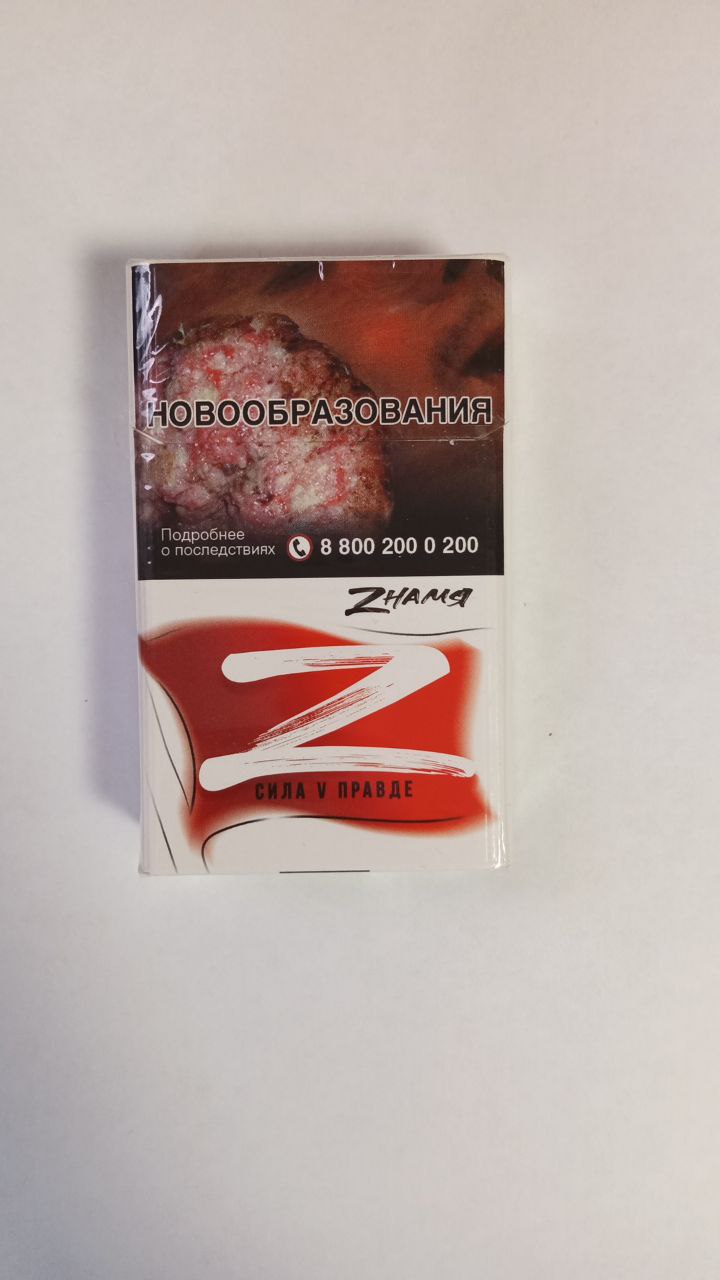 НОВООБРАЗОВАНИЯ
Подробнее
о последствиях
8 800 200 0 200
Zнамя
Z
СИЛА V ПРАВДЕ